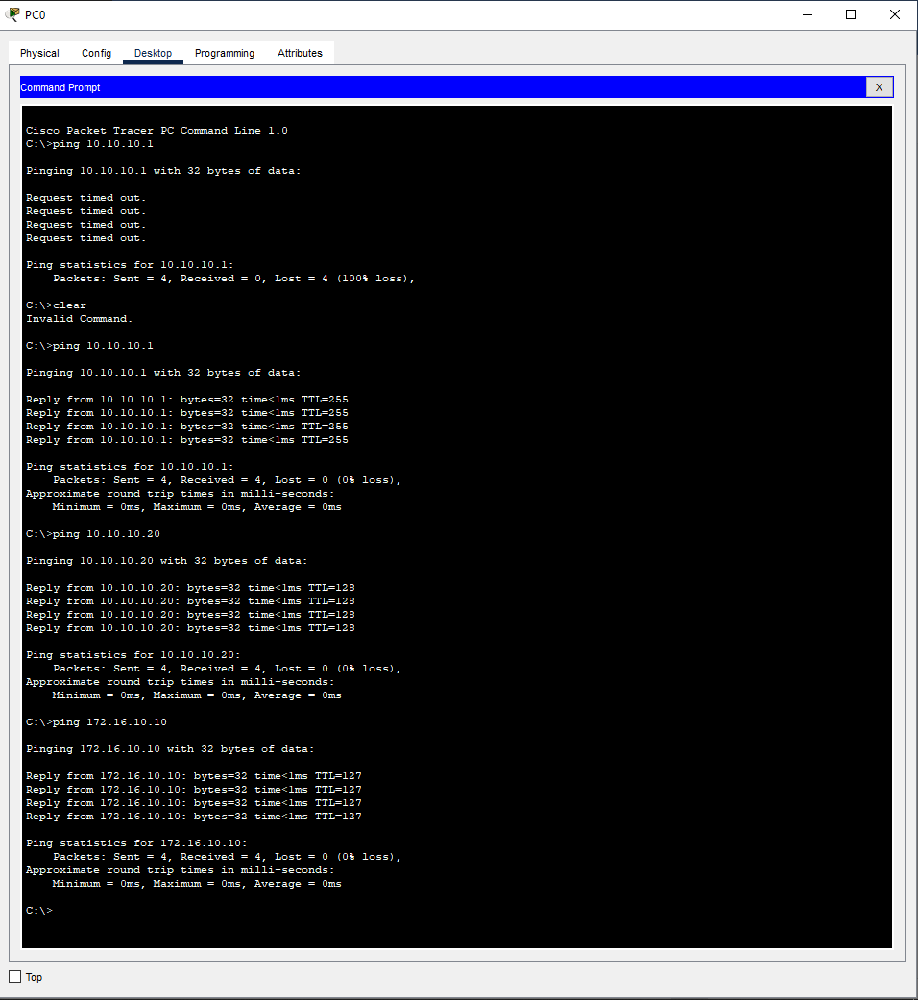 PC0
Physical Config Desktop Programming Attributes
Command Prompt X
Cisco Packet Tracer PC Command Line 1.0
C:\>ping 10.10.10.1
Pinging 10.10.10.1 with 32 bytes of data:
Request timed out.
Request timed out.
Request timed out.
Request timed out.
Ping statistics for 10.10.10.1:
Packets: Sent = 4, Received = 0, Lost = 4 (100% loss),
C:\>clear
Invalid Command.
C:\>ping 10.10.10.1
Pinging 10.10.10.1 with 32 bytes of data:
Reply from 10.10.10.1: bytes=32 time<1ms TTL=255
Reply from 10.10.10.1: bytes=32 time<1ms TTL=255
Reply from 10.10.10.1: bytes=32 time<1ms TTL=255
Reply from 10.10.10.1: bytes=32 time<1ms TTL=255
Ping statistics for 10.10.10.1:
Packets: Sent = 4, Received = 4, Lost = 0 (0% loss),
Approximate round trip times in milli-seconds:
Minimum = 0ms, Maximum = 0ms, Average = 0ms
C:\>ping 10.10.10.20
Pinging 10.10.10.20 with 32 bytes of data:
Reply from 10.10.10.20: bytes=32 time<1ms TTL=128
Reply from 10.10.10.20: bytes=32 time<1ms TTL=128
Reply from 10.10.10.20: bytes=32 time<1ms TTL=128
Reply from 10.10.10.20: bytes=32 time<1ms TTL=128
Ping statistics for 10.10.10.20:
Packets: Sent = 4, Received = 4, Lost = 0 (0% loss),
Approximate round trip times in milli-seconds:
Minimum = 0ms, Maximum = 0ms, Average = 0ms
C:\>ping 172.16.10.10
Pinging 172.16.10.10 with 32 bytes of data:
Reply from 172.16.10.10: bytes=32 time<1ms TTL=127
Reply from 172.16.10.10: bytes=32 time<1ms TTL=127
Reply from 172.16.10.10: bytes=32 time<1ms TTL=127
Reply from 172.16.10.10: bytes=32 time<1ms TTL=127
Ping statistics for 172.16.10.10:
Packets: Sent = 4, Received = 4, Lost = 0 (0% loss),
Approximate round trip times in milli-seconds:
Minimum = 0ms, Maximum = 0ms, Average = 0ms
C:\>
Top